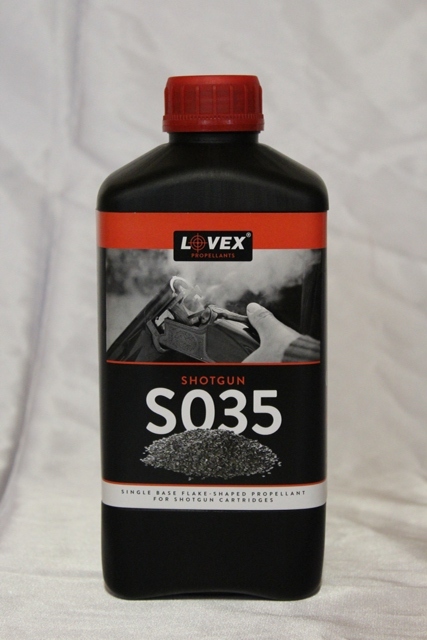 LOVEX®
PROPELLANTS
SHOTGUN
S035
SINGLE BASE FLAKE-SHAPED PROPELLANT
FOR SHOTGUN CARTRIDGES